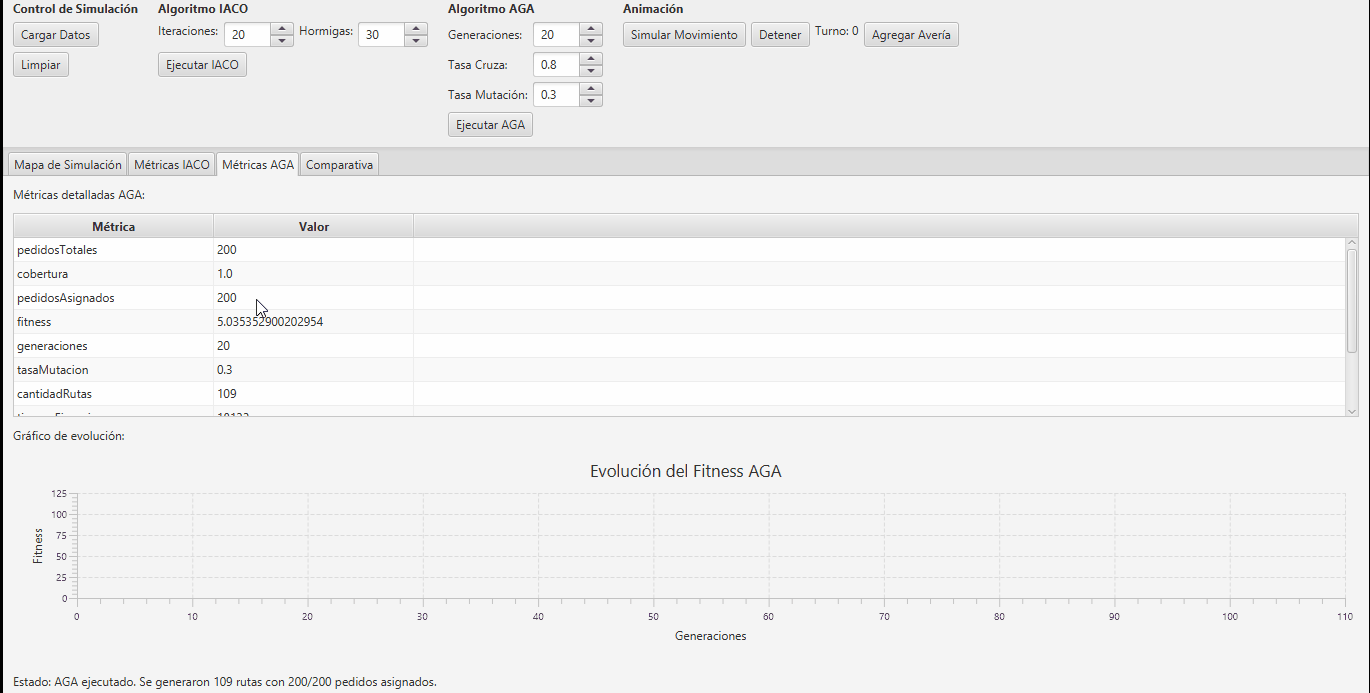 Control de Simulación
Cargar Datos
Limpiar
Algoritmo IACO
Iteraciones: 20 Hormigas: 30
Ejecutar IACO
Algoritmo AGA
Generaciones: 20
Tasa Cruza: 0.8
Tasa Mutación: 0.3
Ejecutar AGA
Animación
Simular Movimiento Detener Turno: 0 Agregar Avería
Mapa de Simulación Métricas IACO Métricas AGA Comparativa
Métricas detalladas AGA:
Métrica Valor
pedidosTotales 200
cobertura 1.0
pedidosAsignados 200
fitness 5.035352900202954
generaciones 20
tasaMutacion 0.3
cantidadRutas 109
Gráfico de evolución:
Evolución del Fitness AGA
Fitness
125
100
75
50
25
0
0 10 20 30 40 50 60 70 80 90 100 110
Generaciones
Estado: AGA ejecutado. Se generaron 109 rutas con 200/200 pedidos asignados.